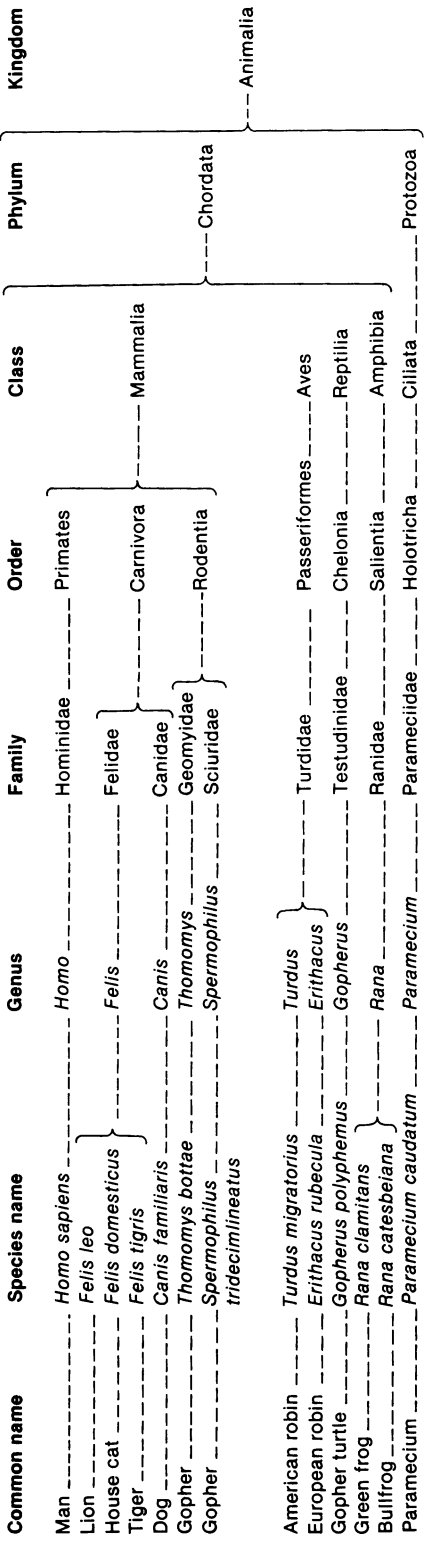 Common name Species name Genus Family Order Class Phylum Kingdom
Man Homo sapiens Homo Hominidae Primates
Lion Felis leo
House cat Felis domesticus Felis Felidae Carnivora Mammalia
Tiger Felis tigris
Dog Canis familiaris Canis Canidae
Gopher Thomomys bottae Thomomys Geomyidae
Gopher Spermophilus Spermophilus Sciuridae Rodentia Chordata
tridecimlineatus
Animalia
American robin Turdus migratorius Turdus Turdidae Passeriformes Aves
European robin Erithacus rubecula Erithacus
Gopher turtle Gopherus polyphemus Gopherus Testudinidae Chelonia Reptilia
Green frog Rana clamitans
Bullfrog Rana catesbeiana Rana Ranidae Salientia Amphibia
Paramecium Paramecium caudatum Paramecium Parameciidae Holotricha Ciliata Protozoa